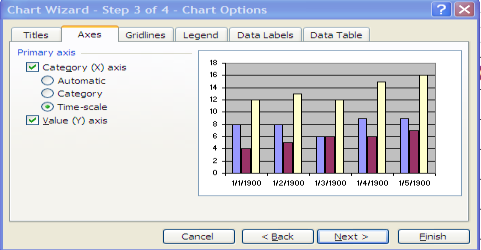 Chart Wizard - Step 3 of 4 - Chart Options
Titles Axes Gridlines Legend Data Labels Data Table
Primary axis
Category (X) axis
Automatic
Category
Time-scale
Value (Y) axis
18
16
14
12
10
8
6
4
2
0
1/1/1900 1/2/1900 1/3/1900 1/4/1900 1/5/1900
Cancel < Back Next > Finish